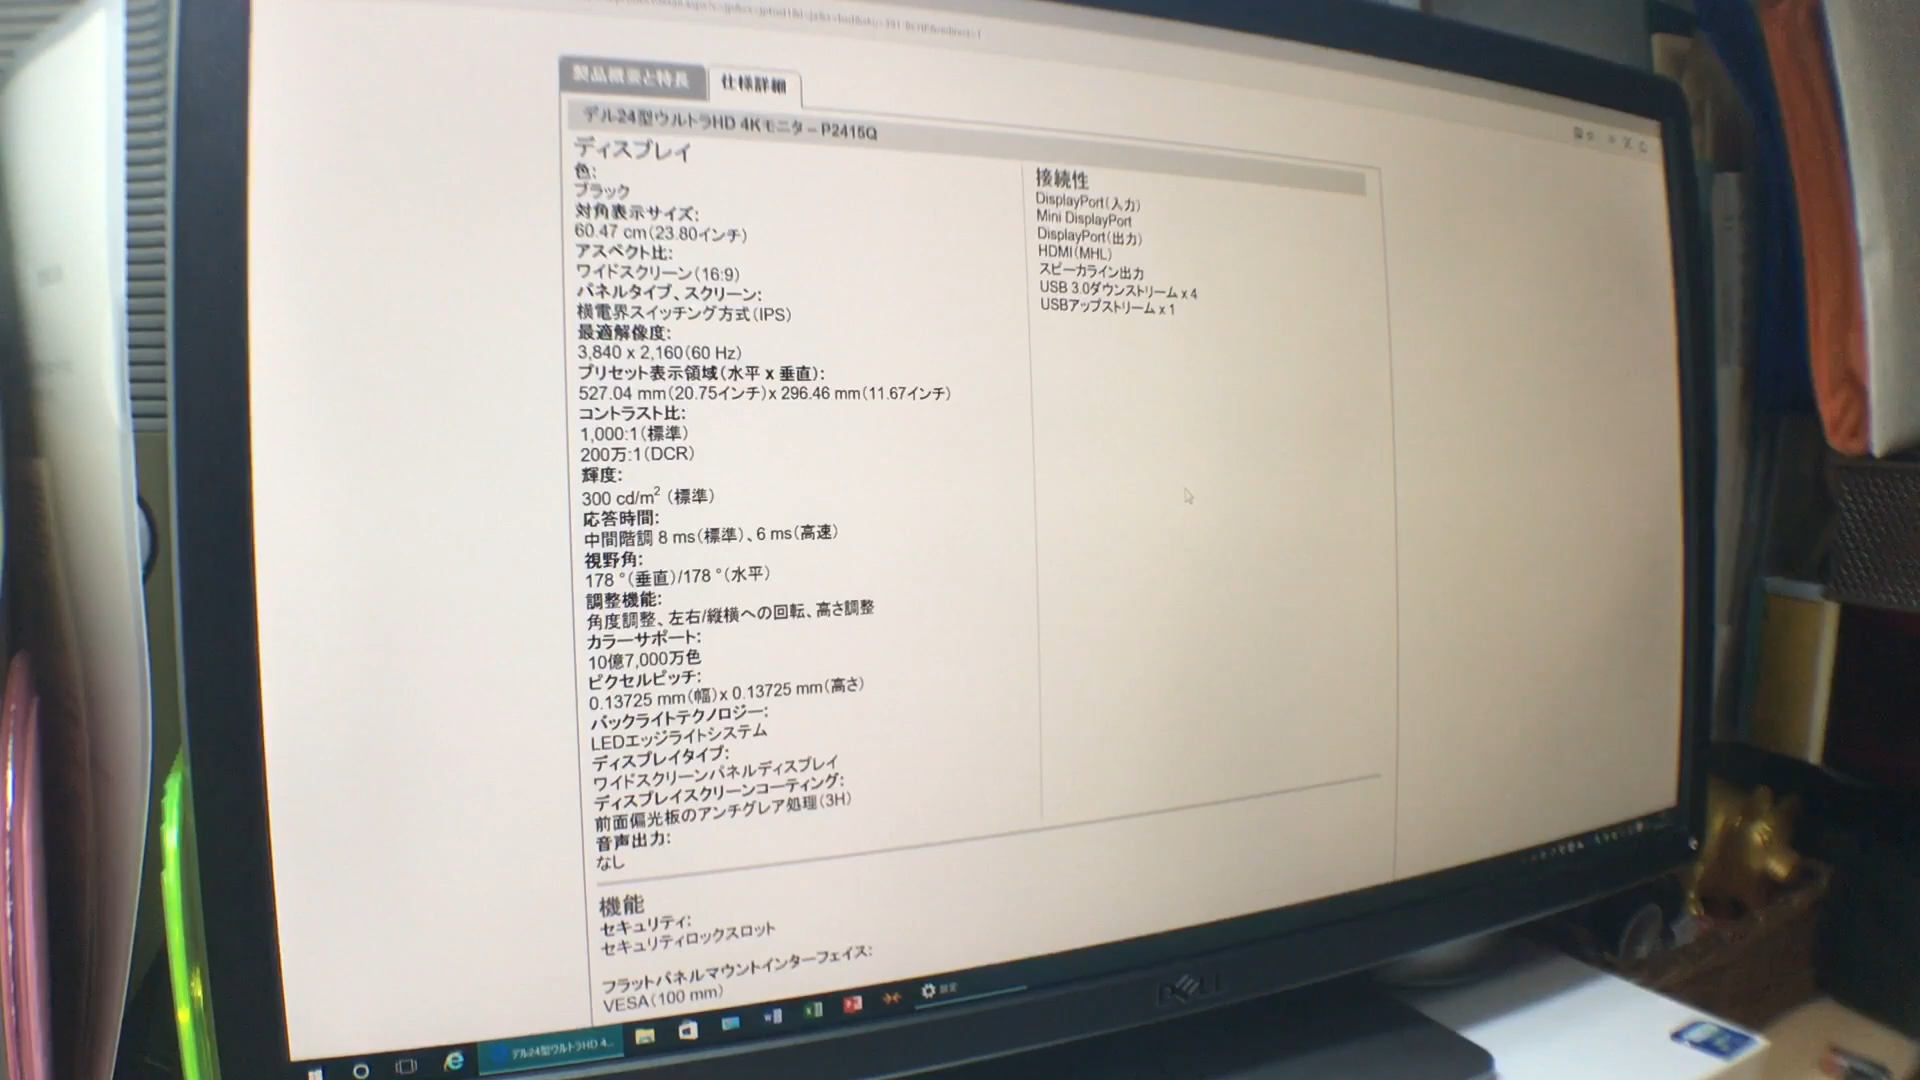 製品概要と特長
仕様詳細
デル24型ウルトラHD 4Kモニタ – P2415Q
ディスプレイ
色:
ブラック
対角表示サイズ:
60.47 cm(23.80インチ)
アスペクト比:
ワイドスクリーン(16:9)
パネルタイプ、スクリーン:
横電界スイッチング方式(IPS)
最適解像度:
3,840 x 2,160(60 Hz)
プリセット表示領域(水平 x 垂直):
527.04 mm(20.75インチ)x 296.46 mm(11.67インチ)
コントラスト比:
1,000:1(標準)
200万:1(DCR)
輝度:
300 cd/m² (標準)
応答時間:
中間階調 8 ms(標準)、6 ms(高速)
視野角:
178 °(垂直)/178 °(水平)
調整機能:
角度調整、左右/縦横への回転、高さ調整
カラーサポート:
10億7,000万色
ピクセルピッチ:
0.13725 mm(幅)x 0.13725 mm(高さ)
バックライトテクノロジー:
LEDエッジライトシステム
ディスプレイタイプ:
ワイドスクリーンパネルディスプレイ
ディスプレイスクリーンコーティング:
前面偏光板のアンチグレア処理(3H)
音声出力:
なし
接続性
DisplayPort(入力)
Mini DisplayPort
DisplayPort(出力)
HDMI(MHL)
スピーカライン出力
USB 3.0ダウンストリーム x 4
USBアップストリーム x 1
機能
セキュリティ:
セキュリティロックスロット
フラットパネルマウントインターフェイス:
VESA(100 mm)
デル24型ウルトラHD 4...
設定
DELL